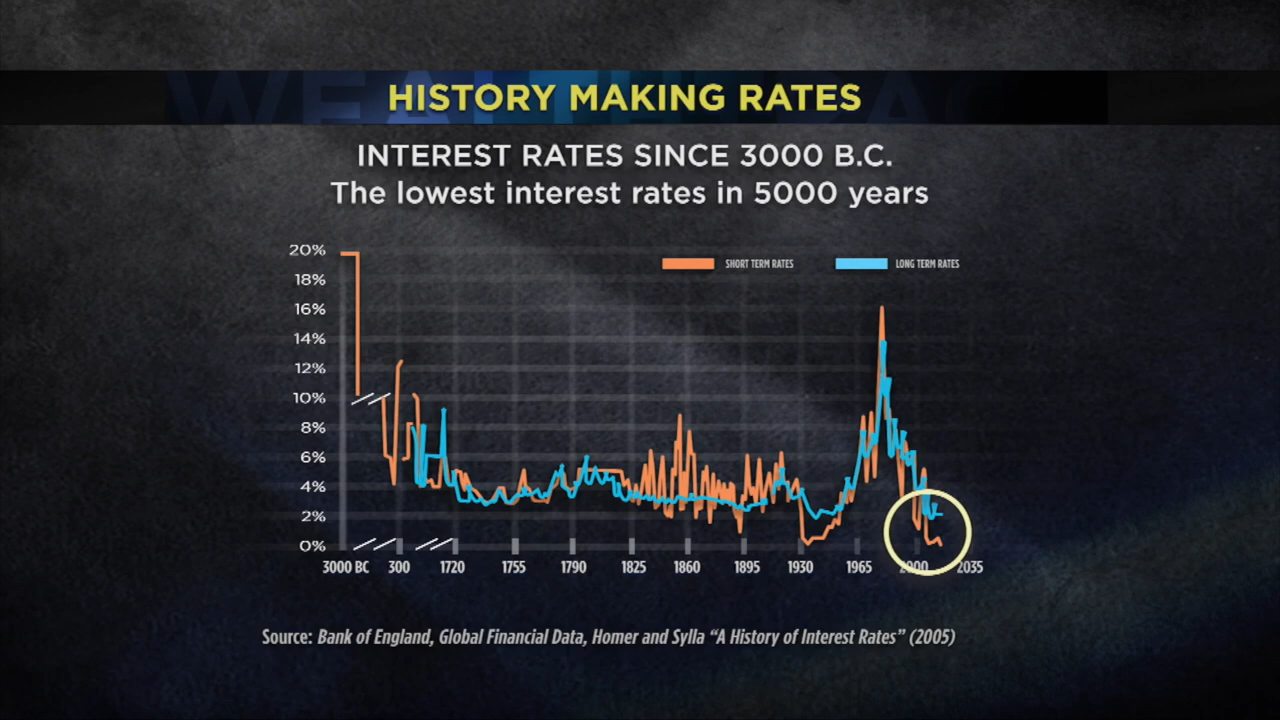 HISTORY MAKING RATES
INTEREST RATES SINCE 3000 B.C.
The lowest interest rates in 5000 years
SHORT TERM RATES LONG TERM RATES
20%
18%
16%
14%
12%
10%
8%
6%
4%
2%
0%
3000 BC 300 1720 1755 1790 1825 1860 1895 1930 1965 2000 2035
Source: Bank of England, Global Financial Data, Homer and Sylla “A History of Interest Rates” (2005)